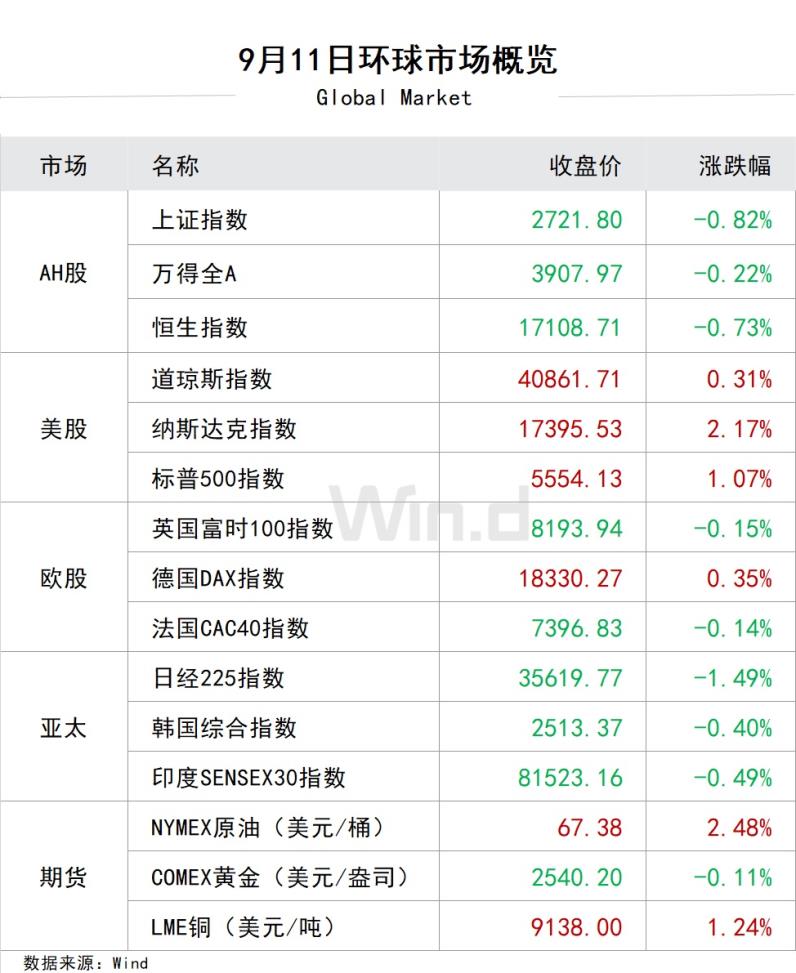 9月11日环球市场概览
Global Market
市场 名称 收盘价 涨跌幅
上证指数 2721.80 -0.82%
AH股 万得全A 3907.97 -0.22%
恒生指数 17108.71 -0.73%
道琼斯指数 40861.71 0.31%
美股 纳斯达克指数 17395.53 2.17%
标普500指数 5554.13 1.07%
Win.d
英国富时100指数 8193.94 -0.15%
欧股 德国DAX指数 18330.27 0.35%
法国CAC40指数 7396.83 -0.14%
日经225指数 35619.77 -1.49%
亚太 韩国综合指数 2513.37 -0.40%
印度SENSEX30指数 81523.16 -0.49%
NYMEX原油（美元/桶） 67.38 2.48%
期货 COMEX黄金（美元/盎司） 2540.20 -0.11%
LME铜（美元/吨） 9138.00 1.24%
数据来源：Wind